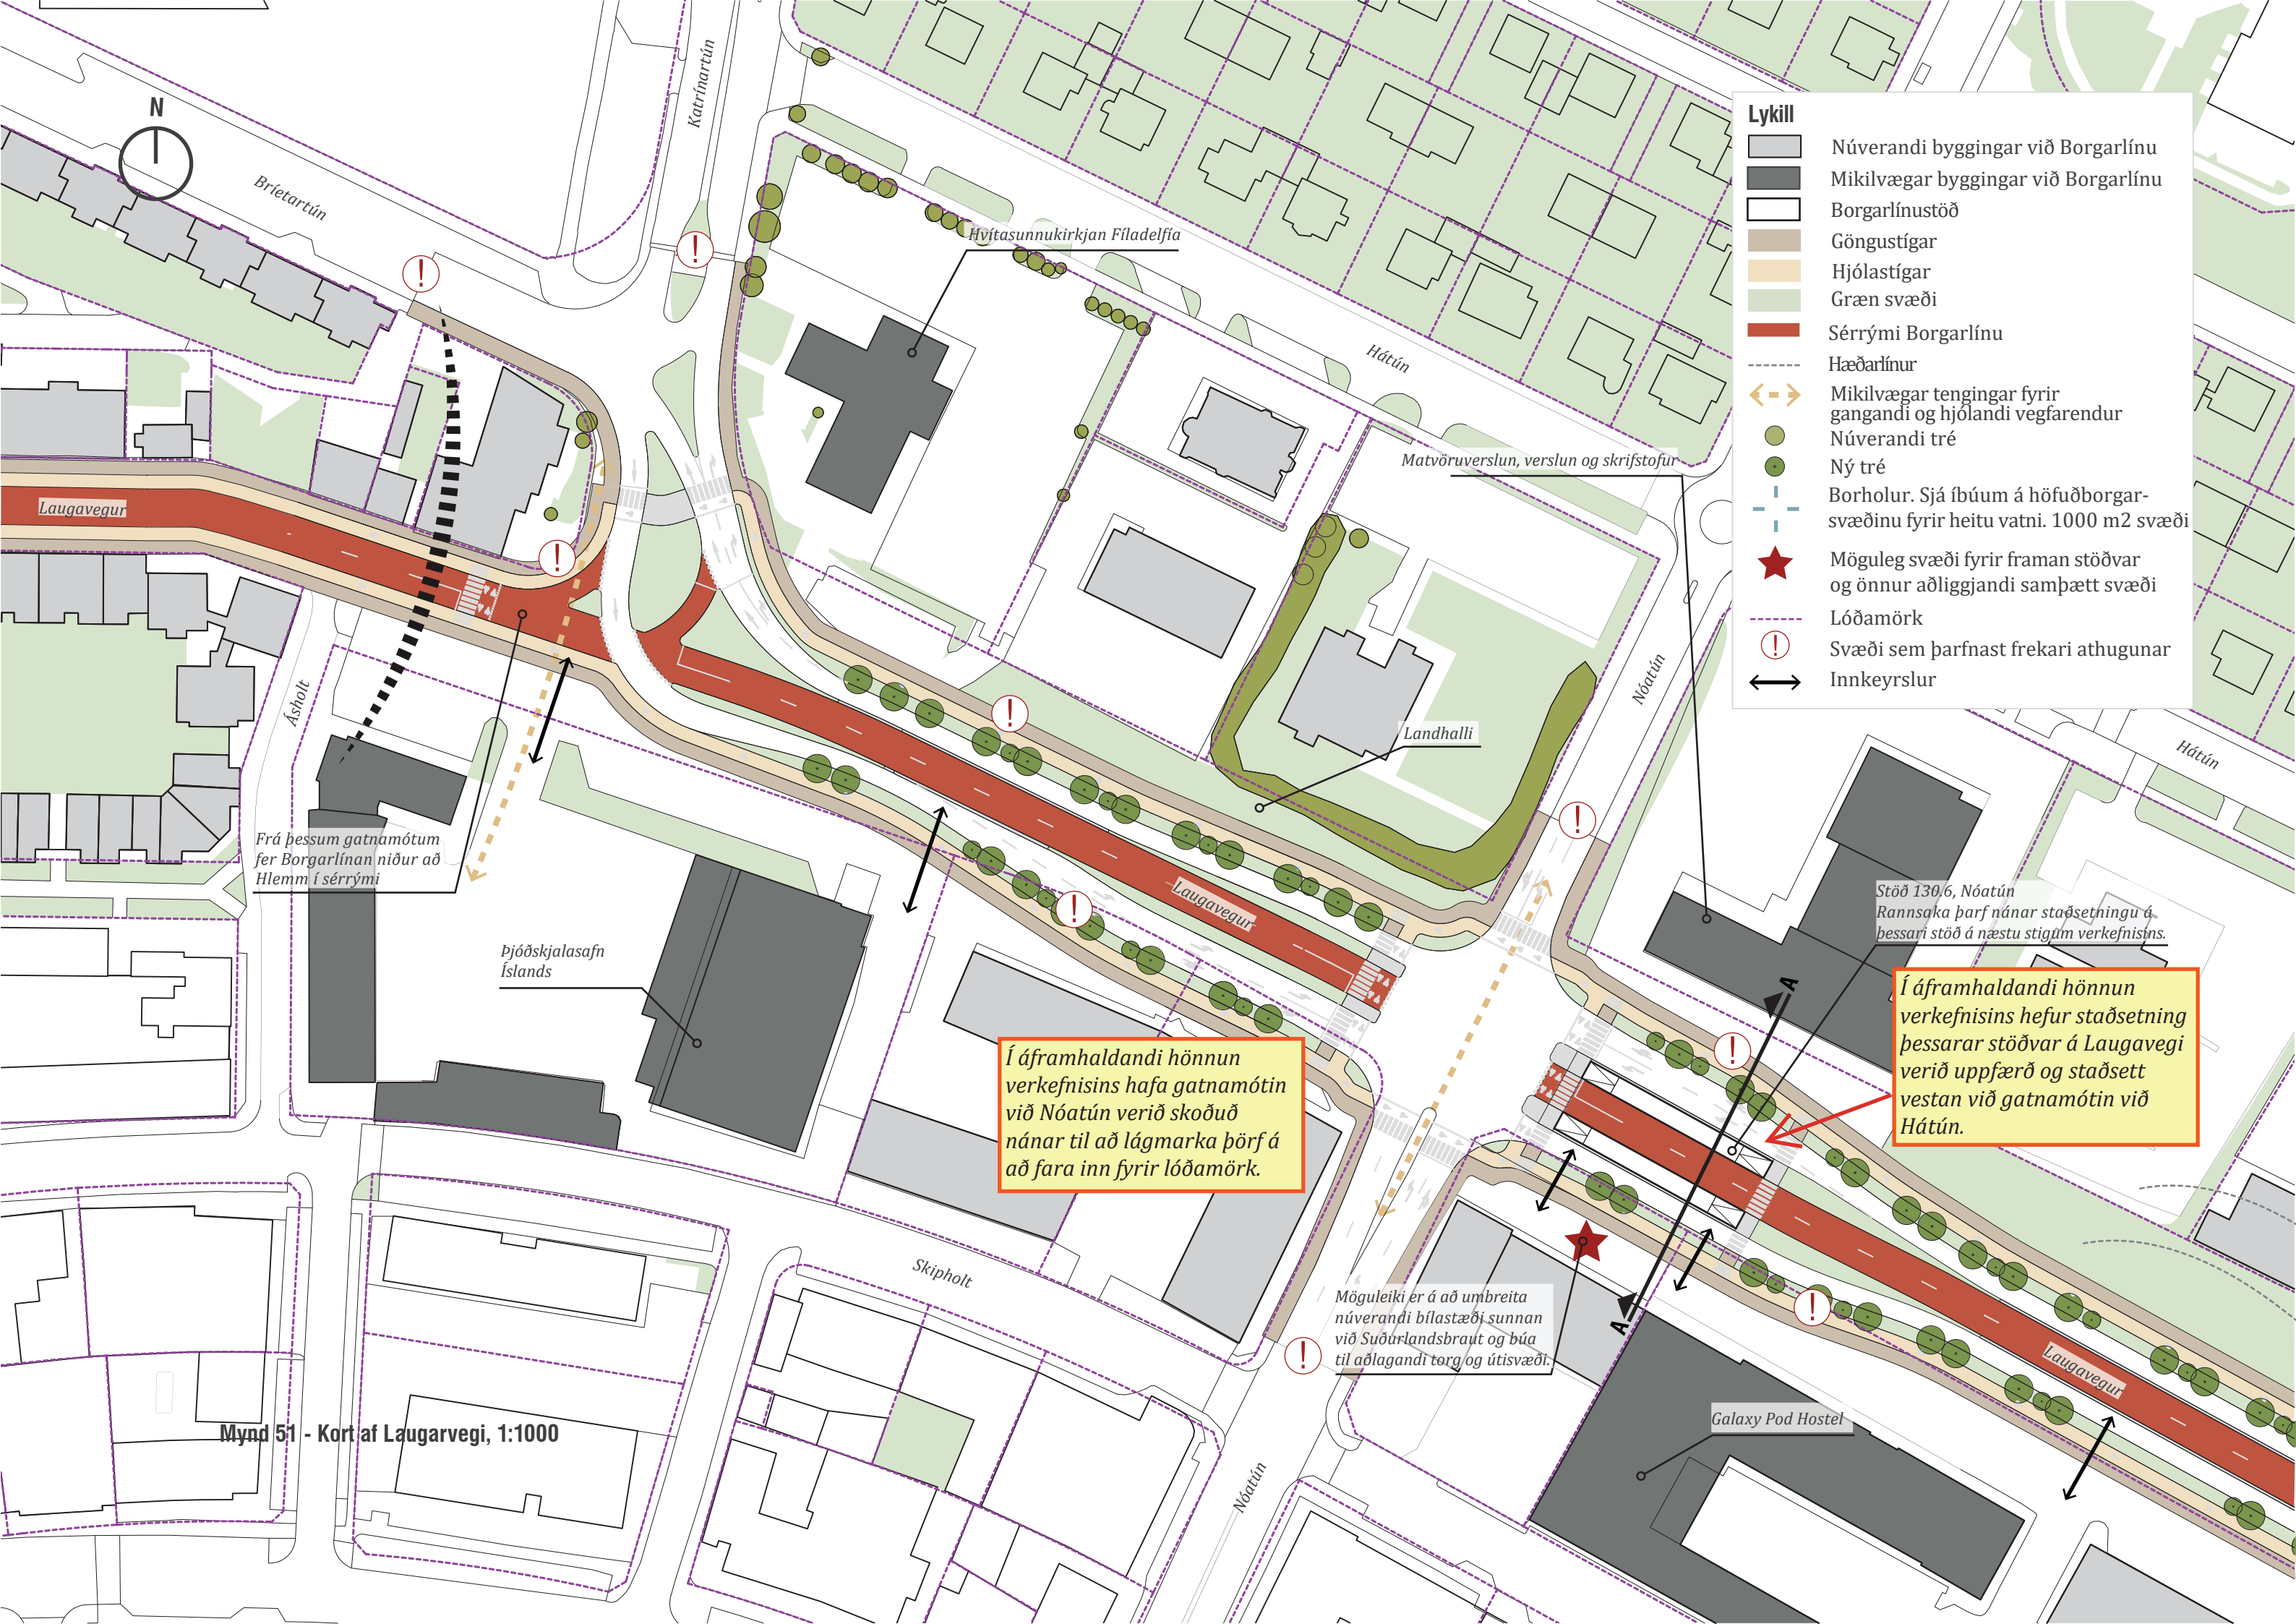 Katrínartún
N
Bríetartún
Hvítasunnukirkjan Fíladelfía
Hátún
Matvöruverslun, verslun og skrifstofur
Laugavegur
Lykill
Núverandi byggingar við Borgarlínu
Mikilvægar byggingar við Borgarlínu
Borgarlínustöð
Göngustígar
Hjólastígar
Græn svæði
Sérrými Borgarlínu
Hæðarlínur
Mikilvægar tengingar fyrir
gangandi og hjólandi vegfarendur
Núverandi tré
Ný tré
Borholur. Sjá íbúum á höfuðborgar-
svæðinu fyrir heitu vatni. 1000 m2 svæði
Möguleg svæði fyrir framan stöðvar
og önnur aðliggjandi samþætt svæði
Lóðamörk
Svæði sem þarfnast frekari athugunar
Innkeyrslur
Ásholt
Nóatún
Landhalli
Hátún
Frá þessum gatnamótum
fer Borgarlínan niður að
Hlemm í sérrými
Laugavegur
Þjóðskjalasafn
Íslands
Stöð 130.6, Nóatún
Rannsaka þarf nánar staðsetningu á
þessari stöð á næstu stigum verkefnisins.
A
Í áframhaldandi hönnun
verkefnisins hefur staðsetning
þessarar stöðvar á Laugavegi
verið uppfærð og staðsett
vestan við gatnamótin við
Hátún.
Í áframhaldandi hönnun
verkefnisins hafa gatnamótin
við Nóatún verið skoðuð
nánar til að lágmarka þörf á
að fara inn fyrir lóðamörk.
Skipholt
Möguleiki er á að umbreita
núverandi bílastæði sunnan
við Suðurlandsbraut og búa
til aðlagandi torg og útisvæði.
A
Laugavegur
Galaxy Pod Hostel
Mynd 51 - Kort af Laugarvegi, 1:1000
Nóatún